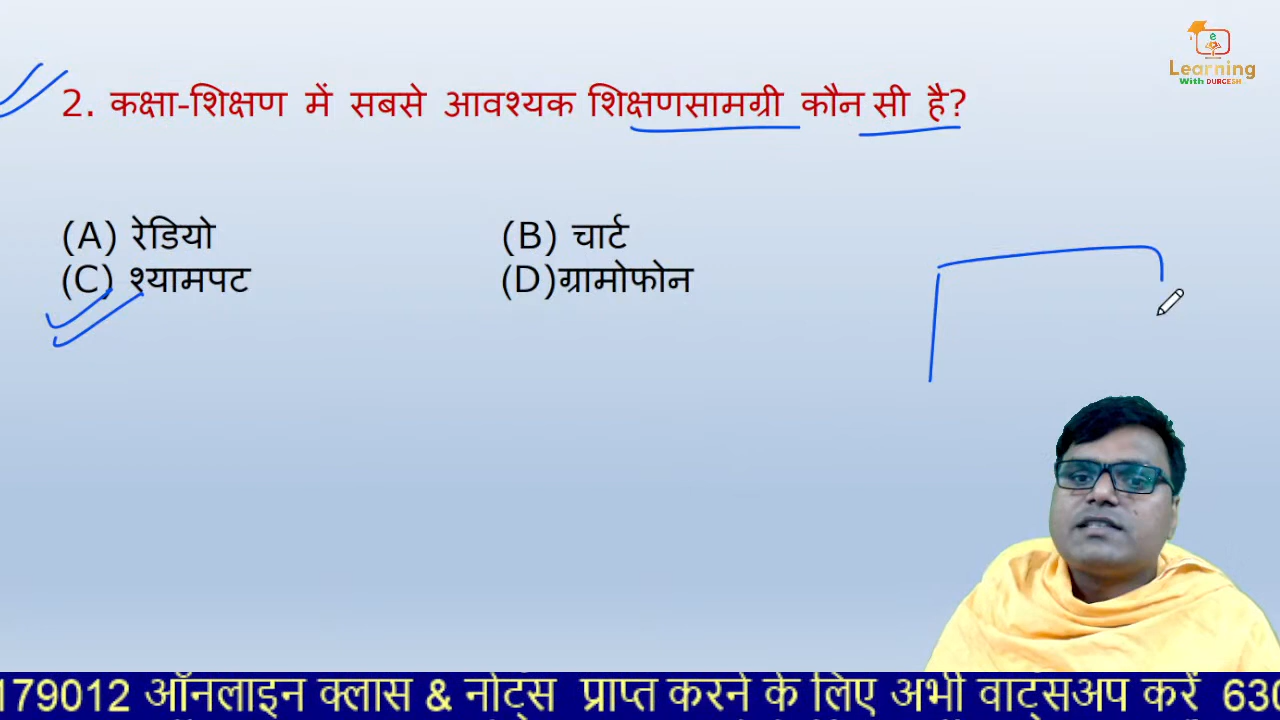 e
Learning
With DURGESH
2. कक्षा-शिक्षण में सबसे आवश्यक शिक्षणसामग्री कौन सी है?
(A) रेडियो (B) चार्ट
(C) श्यामपट (D)ग्रामोफोन
179012 ऑनलाइन क्लास & नोट्स प्राप्त करने के लिए अभी वाट्सअप करें 630